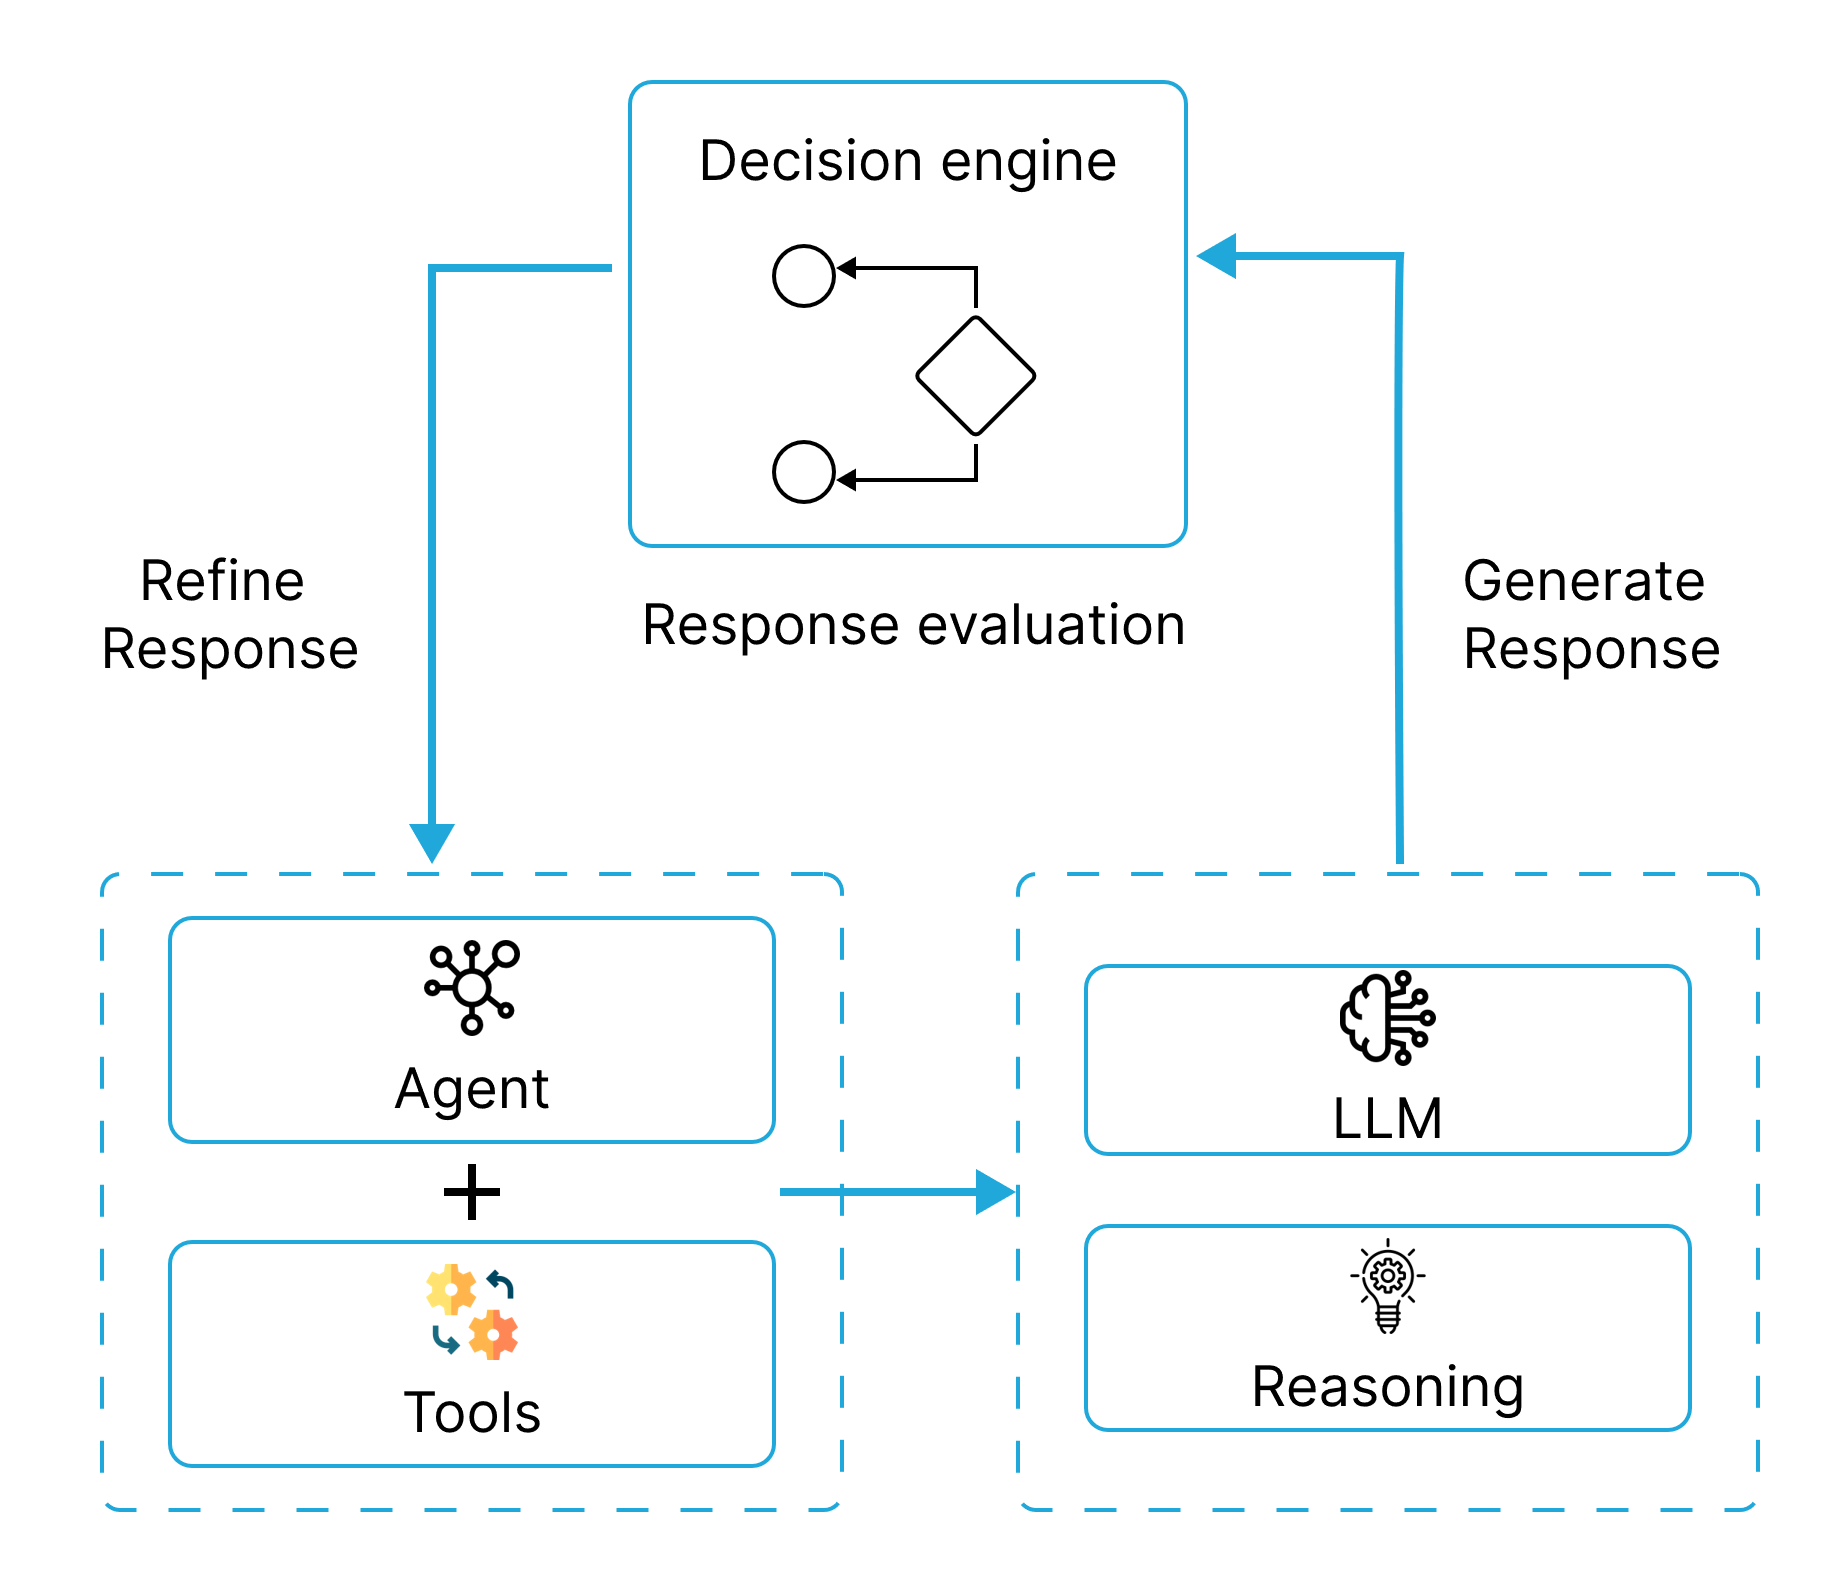 Decision engine
Refine
Response
Response evaluation
Generate
Response
Agent
Tools
LLM
Reasoning